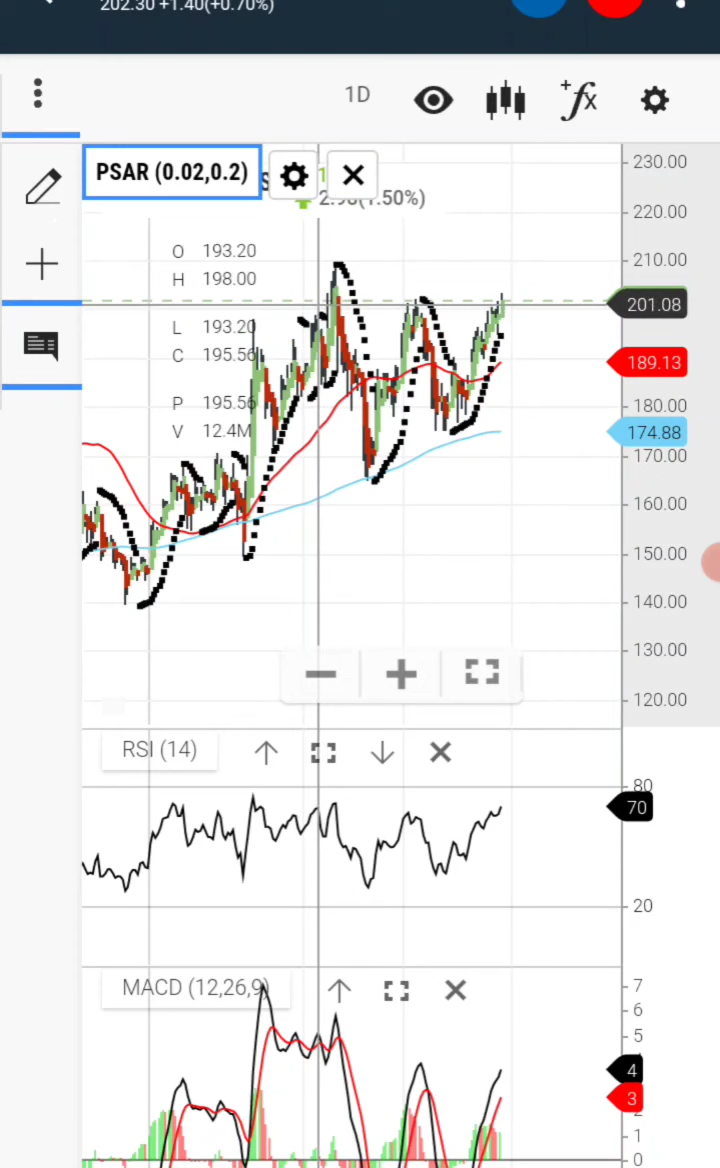 202.30 +1.40(+0.70%)
1D
+fx
PSAR (0.02,0.2)
(1.50%)
O 193.20
H 198.00
L 193.20
C 195.56
P 195.56
V 12.4M
230.00
220.00
210.00
201.08
189.13
180.00
174.88
170.00
160.00
150.00
140.00
130.00
120.00
RSI (14)
80
70
20
MACD (12,26,9)
7
6
5
4
3
2
1
0